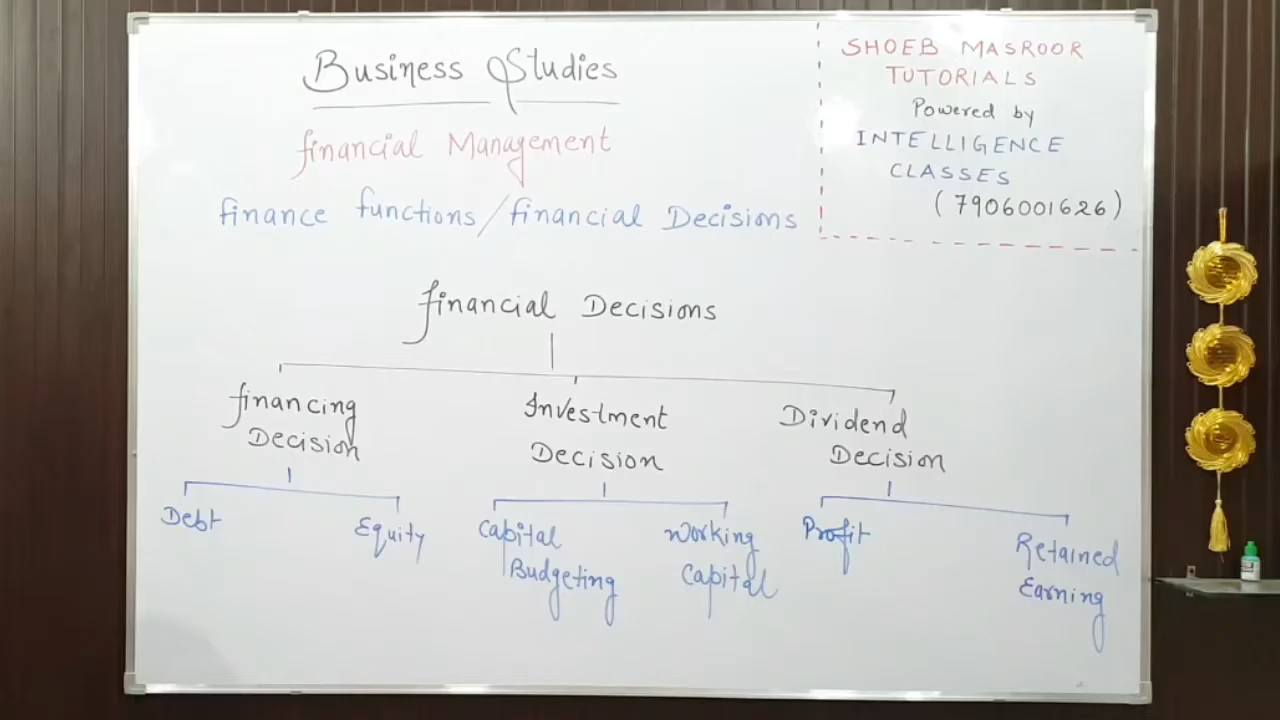 Business Studies
financial Management
finance functions/financial Decisions
SHOEB MASROOR
TUTORIALS
Powered by
INTELLIGENCE
CLASSES
(7906001626)
financial Decisions
financing
Decision
Investment
Decision
Dividend
Decision
Debt
Equity
Capital
Budgeting
Working
Capital
Profit
Retained
Earning